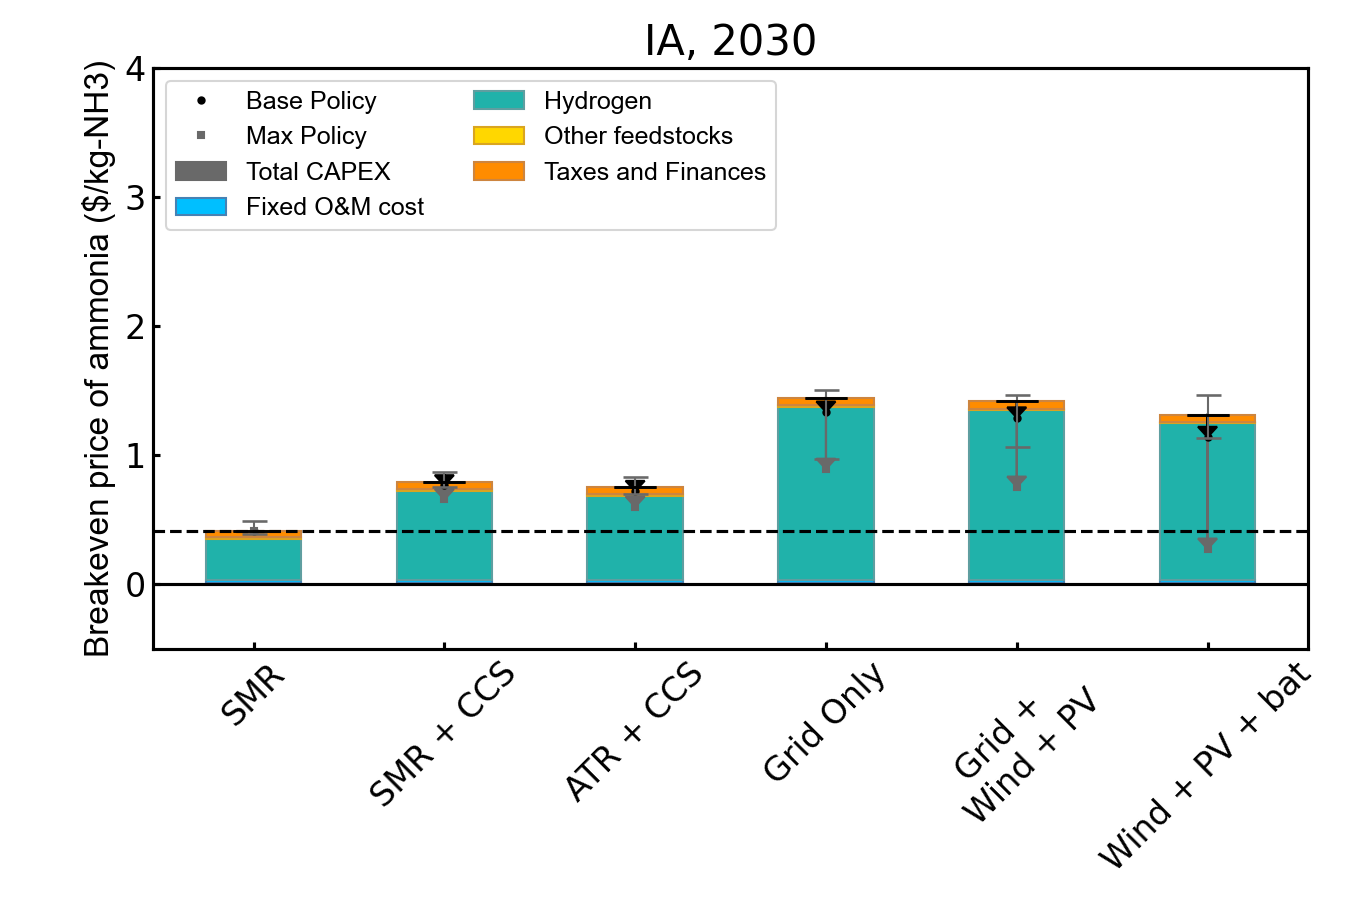 IA, 2030
Breakeven price of ammonia ($/kg-NH3)
4
3
2
1
0
Base Policy
Max Policy
Total CAPEX
Fixed O&M cost
Hydrogen
Other feedstocks
Taxes and Finances
SMR
SMR + CCS
ATR + CCS
Grid Only
Grid +
Wind + PV
Wind + PV + bat